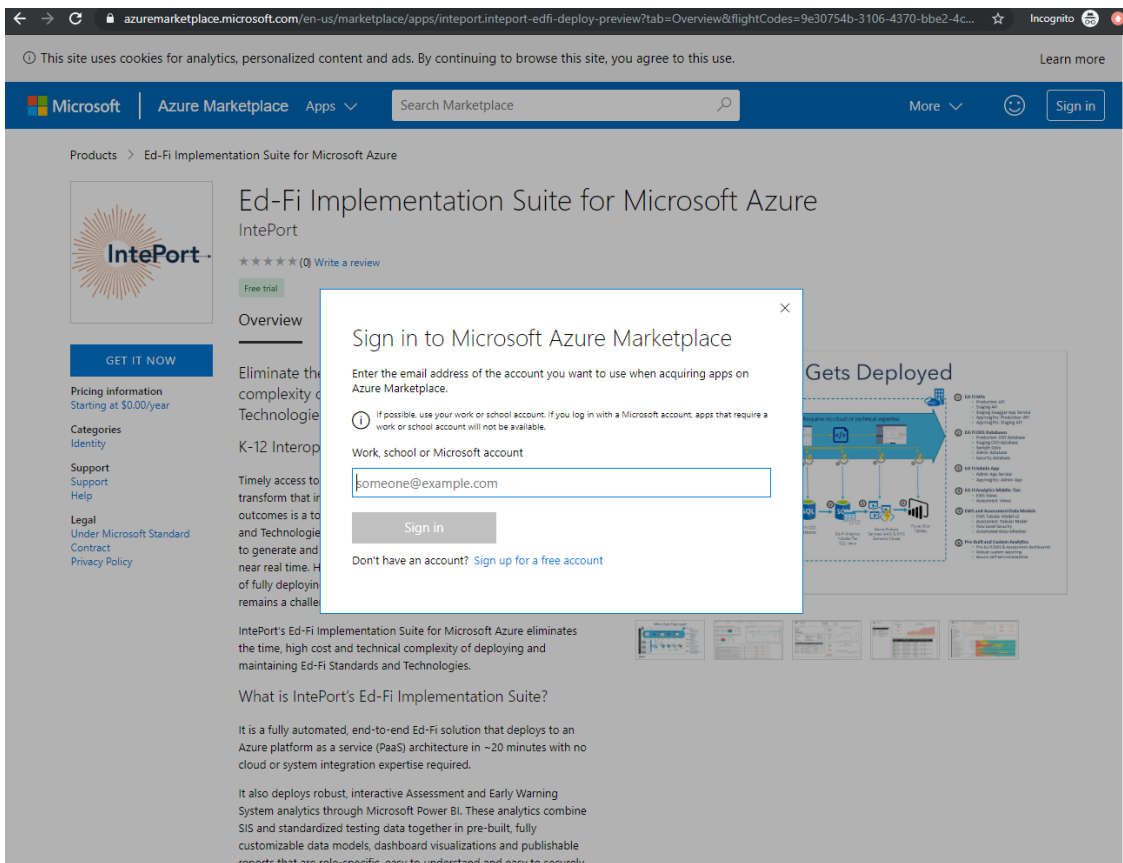 azuremarketplace.microsoft.com/en-us/marketplace/apps/inteport.inteport-edfi-deploy-preview?tab=Overview&flightCodes=9e30754b-3106-4370-bbe2-4c...
Incognito
This site uses cookies for analytics, personalized content and ads. By continuing to browse this site, you agree to this use.
Learn more
Microsoft
Azure Marketplace
Apps
Search Marketplace
More
Sign in
Products > Ed-Fi Implementation Suite for Microsoft Azure
IntePort
Ed-Fi Implementation Suite for Microsoft Azure
IntePort
(0) Write a review
Free trial
Overview
GET IT NOW
Pricing information
Starting at $0.00/year
Categories
Identity
Support
Support
Help
Legal
Under Microsoft Standard
Contract
Privacy Policy
Eliminate the
complexity
Technologie
K-12 Interop
Timely access to
transform that in
outcomes is a to
and Technologie
to generate and
near real time. H
of fully deployin
remains a challe
Sign in to Microsoft Azure Marketplace
Enter the email address of the account you want to use when acquiring apps on
Azure Marketplace.
If possible, use your work or school account. If you log in with a Microsoft account, apps that require a
work or school account will not be available.
Work, school or Microsoft account
someone@example.com
Sign in
Don't have an account? Sign up for a free account
Gets Deployed
IntePort's Ed-Fi Implementation Suite for Microsoft Azure eliminates
the time, high cost and technical complexity of deploying and
maintaining Ed-Fi Standards and Technologies.
What is IntePort's Ed-Fi Implementation Suite?
It is a fully automated, end-to-end Ed-Fi solution that deploys to an
Azure platform as a service (PaaS) architecture in ~20 minutes with no
cloud or system integration expertise required.
It also deploys robust, interactive Assessment and Early Warning
System analytics through Microsoft Power BI. These analytics combine
SIS and standardized testing data together in pre-built, fully
customizable data models, dashboard visualizations and publishable
reports that are role-specific, easy to understand and easy to securely